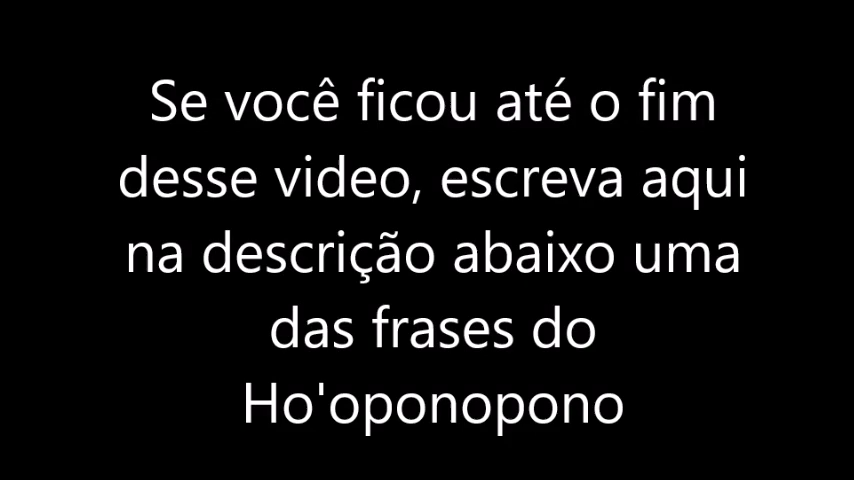 Se você ficou até o fim
desse video, escreva aqui
na descrição abaixo uma
das frases do
Ho'oponopono